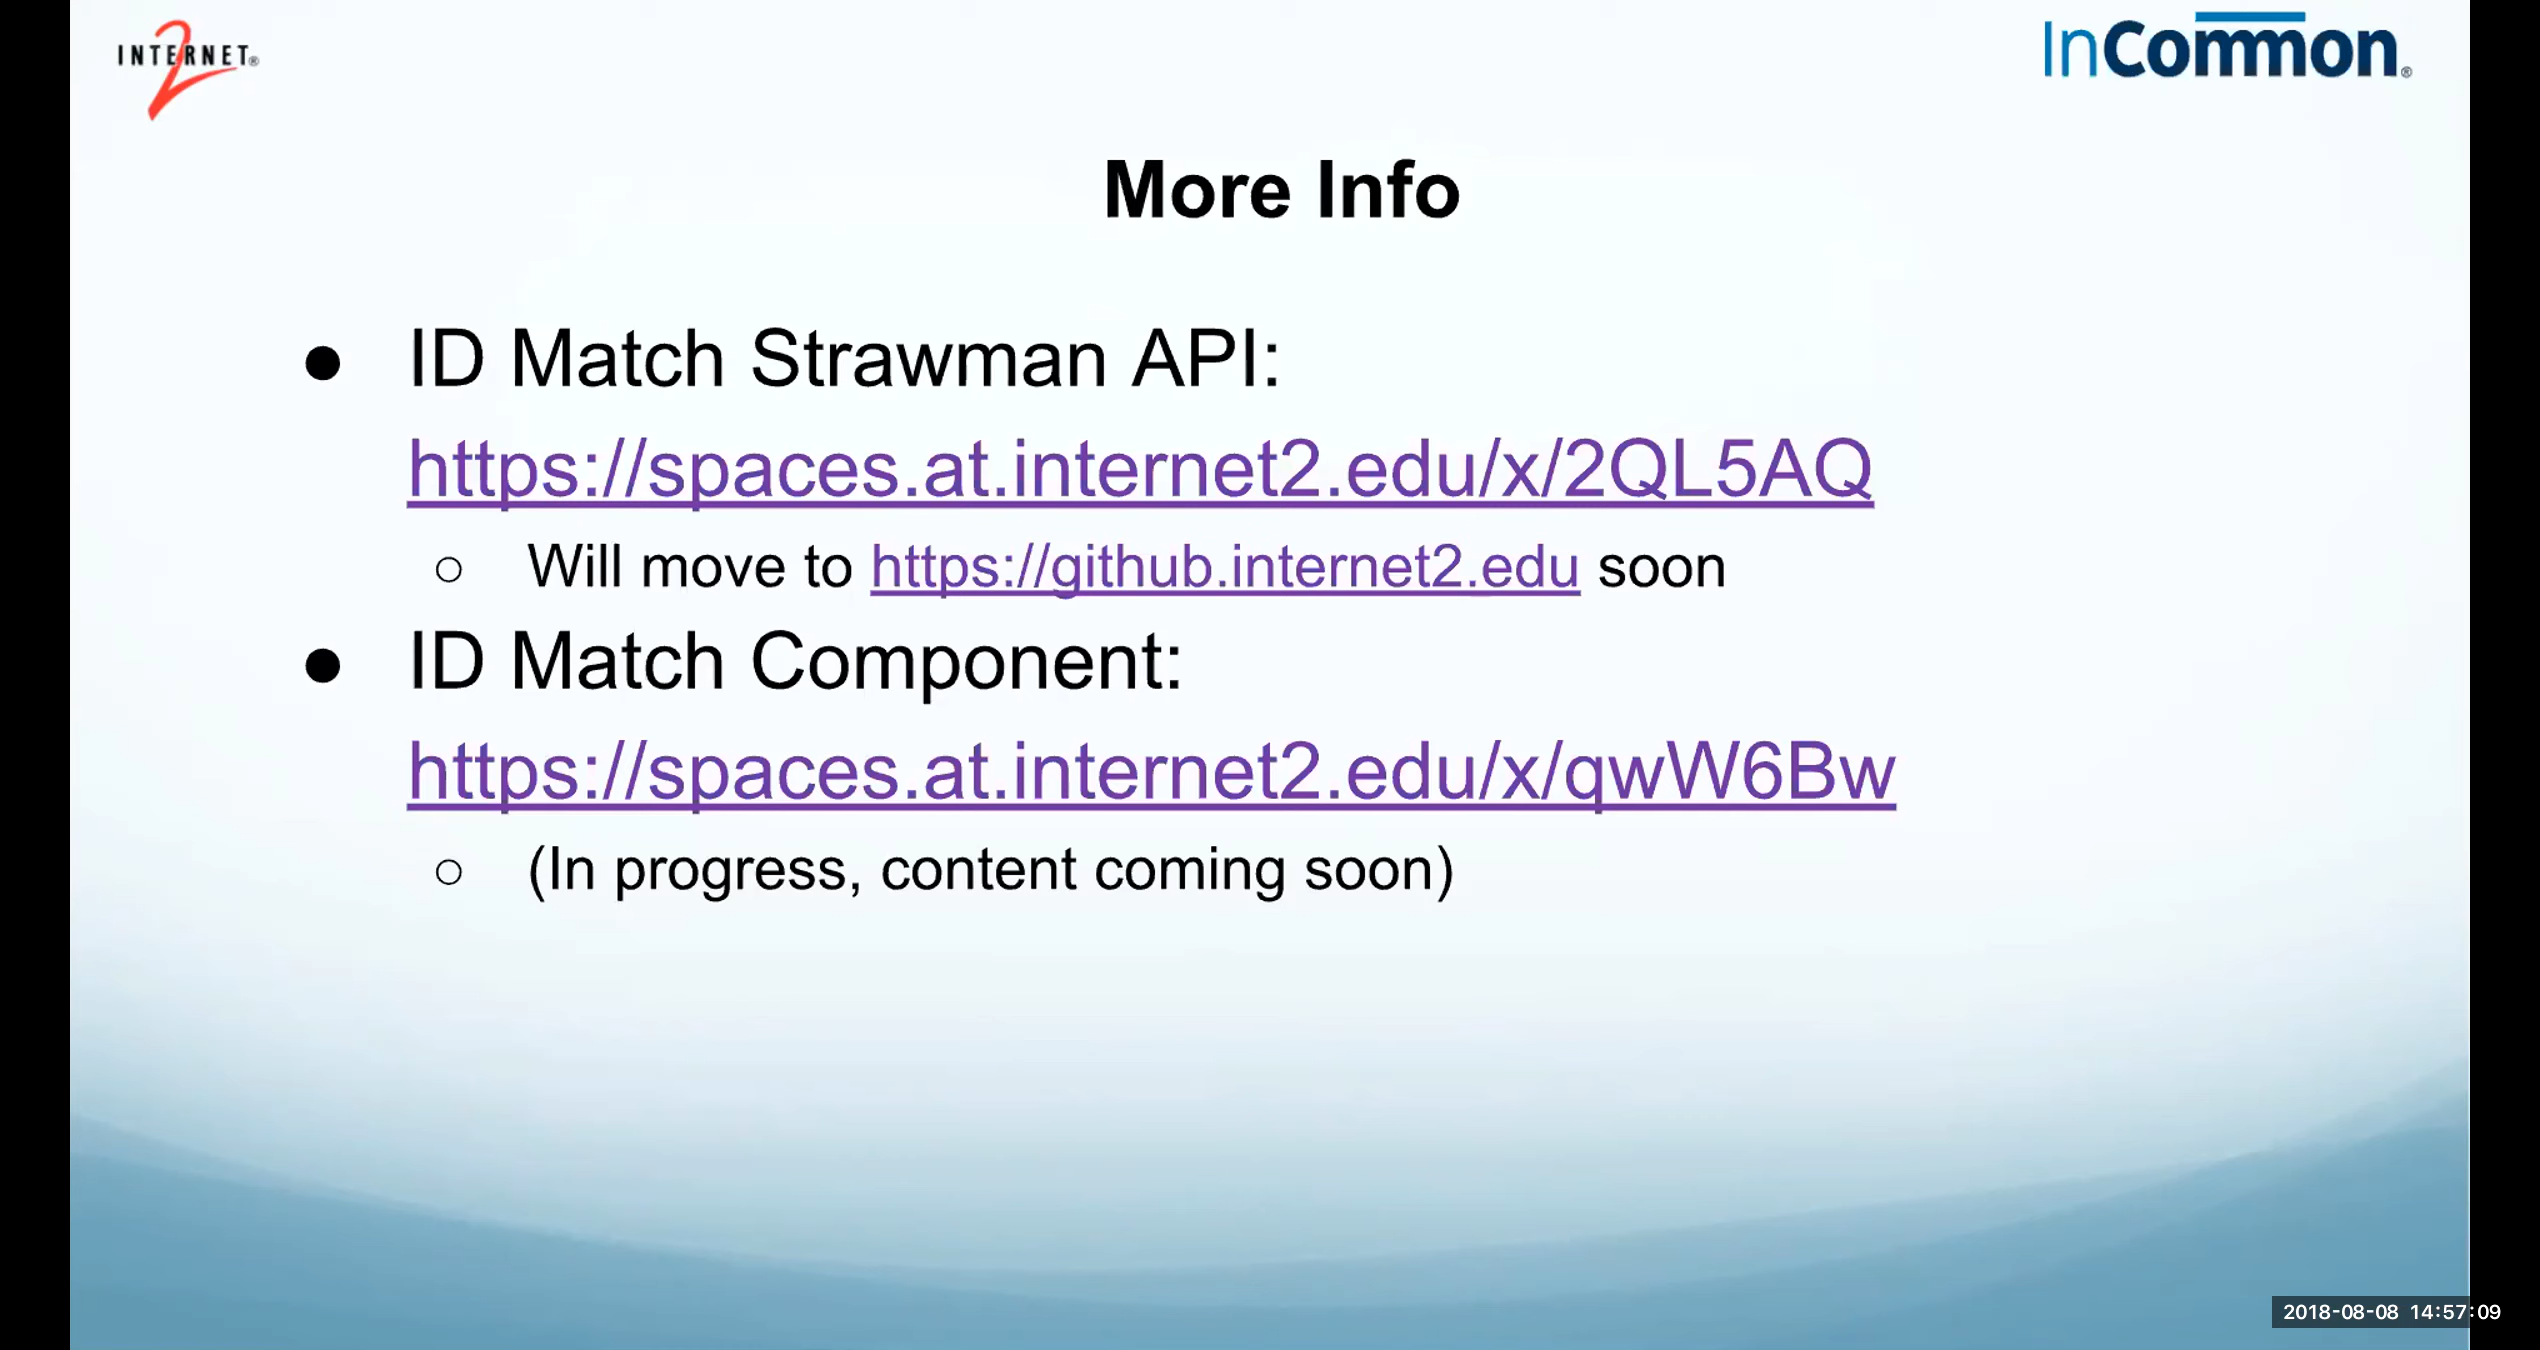 INTERNET®
2
InCommon®
More Info
● ID Match Strawman API:
https://spaces.at.internet2.edu/x/2QL5AQ
○ Will move to https://github.internet2.edu soon
● ID Match Component:
https://spaces.at.internet2.edu/x/qwW6Bw
○ (In progress, content coming soon)
2018-08-08 14:57:09